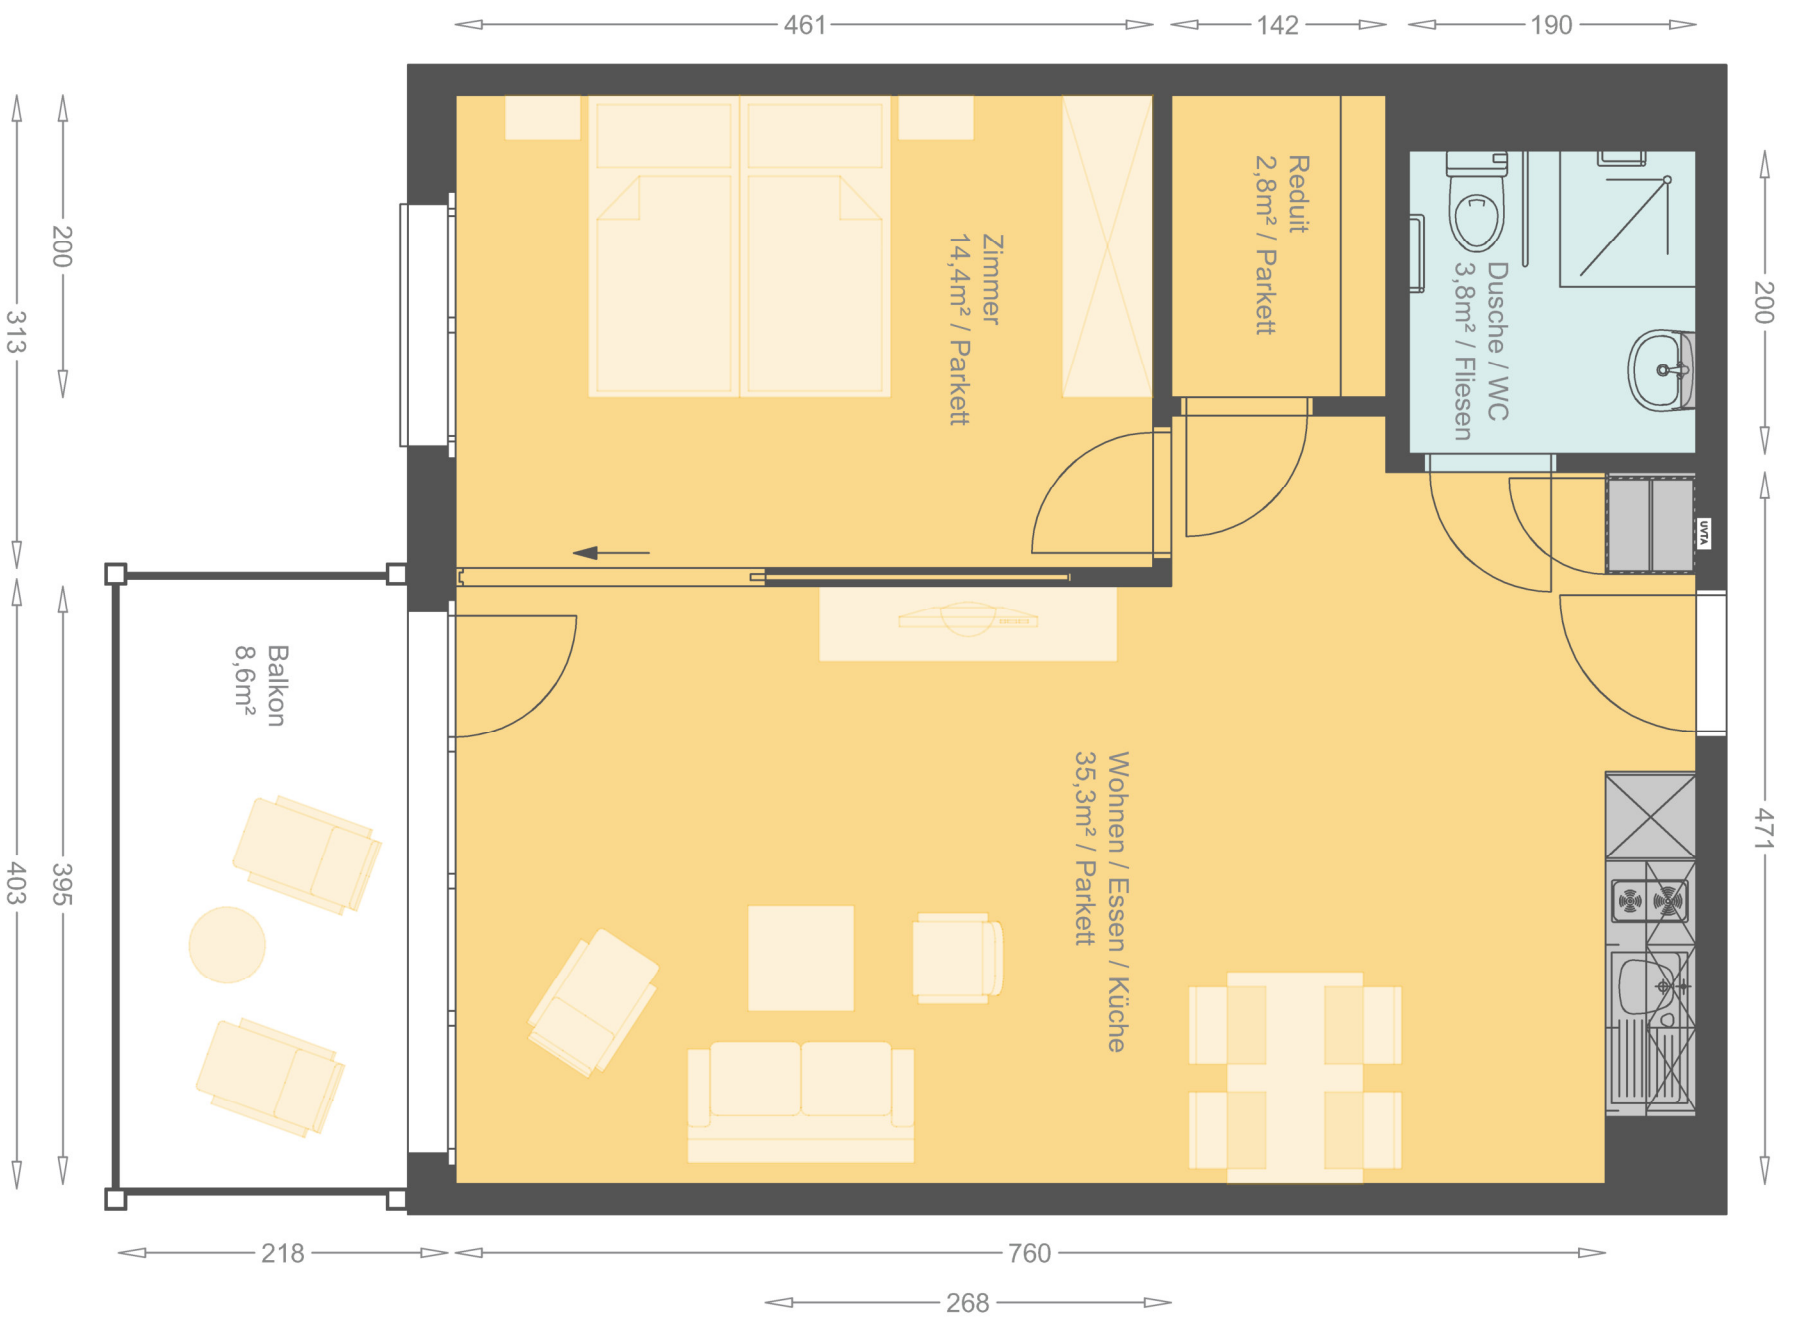 461
142
190
200
313
Reduit
2,8m² / Parkett
Zimmer
14,4m² / Parkett
Dusche / WC
3,8m² / Fliesen
200
UVTA
Balkon
8,6m²
Wohnen / Essen / Küche
35,3m² / Parkett
471
403
395
218
760
268